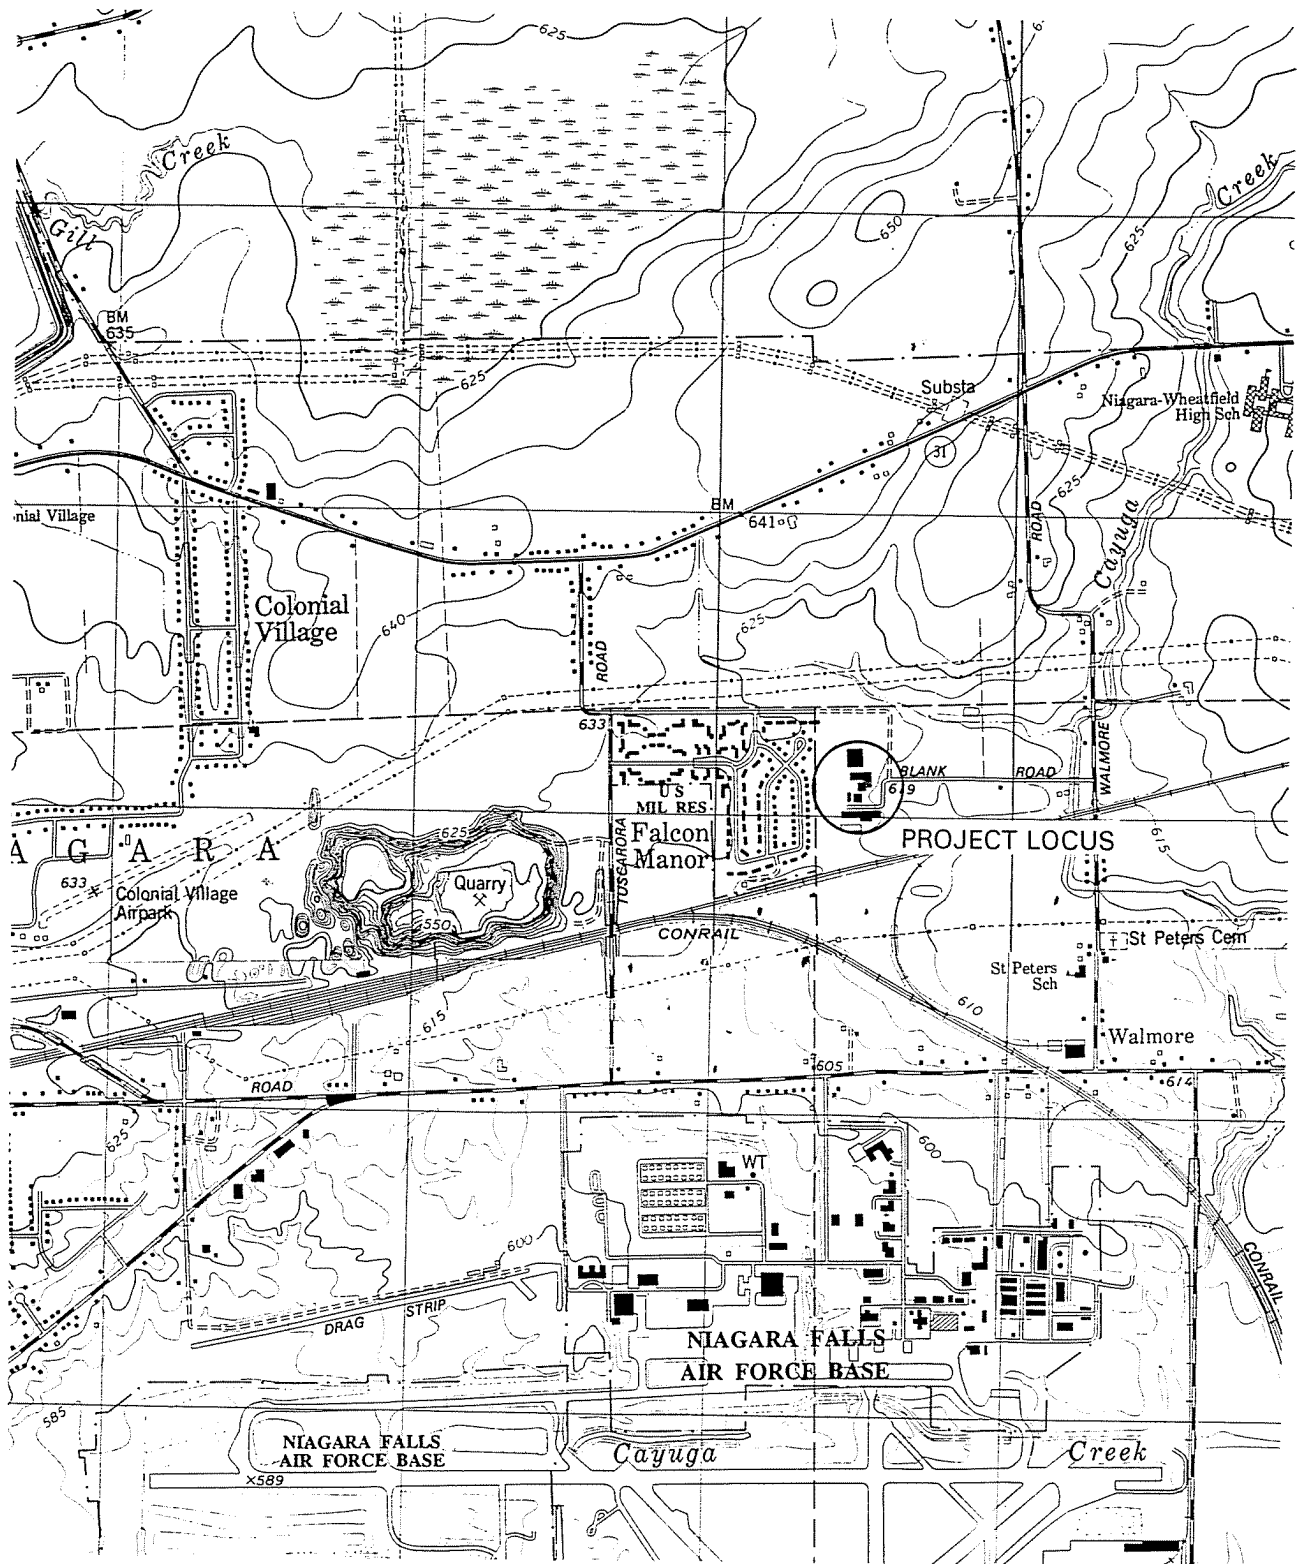 625
Creek
Creek
Gill
650
625
BM
635
625
Substa
Niagara-Wheatfield
High Sch
31
625
BM
641
nial Village
ROAD
Cayuga
Colonial
Village
640
625
ROAD
633
WALMORE
BLANK ROAD
619
US
MIL RES
Falcon
Manor
TUSCARORA
PROJECT LOCUS
615
625
AGARA
633
Colonial Village
Airpark
Quarry
550
CONRAIL
St Peters Cem
St Peters
Sch
610
615
Walmore
605
614
ROAD
625
600
WT
600
CONRAIL
DRAG STRIP
NIAGARA FALLS
AIR FORCE BASE
585
NIAGARA FALLS
AIR FORCE BASE
Cayuga
Creek
×589